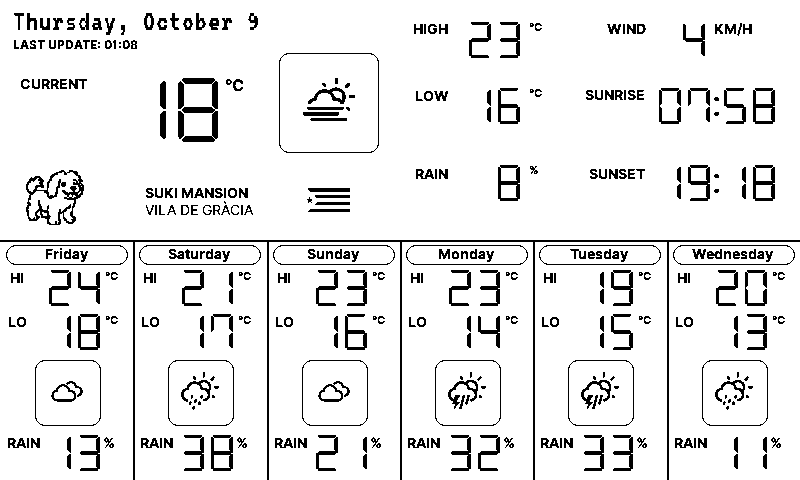 Thursday, October 9
LAST UPDATE: 01:08
CURRENT 18 °C
SUKI MANSION
VILA DE GRÀCIA
HIGH 23 °C
LOW 16 °C
RAIN 8 %
WIND 4 KM/H
SUNRISE 07:58
SUNSET 19:18
Friday
HI 24 °C
LO 18 °C
RAIN 13 %
Saturday
HI 21 °C
LO 17 °C
RAIN 38 %
Sunday
HI 23 °C
LO 16 °C
RAIN 21 %
Monday
HI 23 °C
LO 14 °C
RAIN 32 %
Tuesday
HI 19 °C
LO 15 °C
RAIN 33 %
Wednesday
HI 20 °C
LO 13 °C
RAIN 11 %